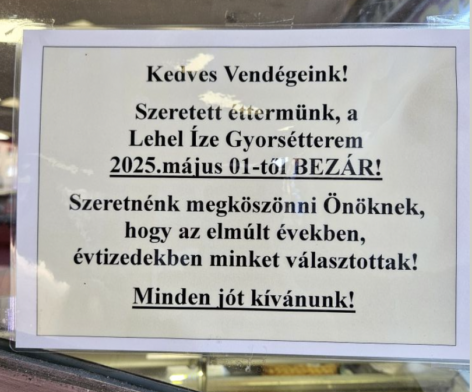 Kedves Vendégeink!
Szeretett éttermünk, a
Lehel Íze Gyorsétterem
2025.május 01-től BEZÁR!
Szeretnénk megköszönni Önöknek,
hogy az elmúlt években,
évtizedekben minket választottak!
Minden jót kívánunk!